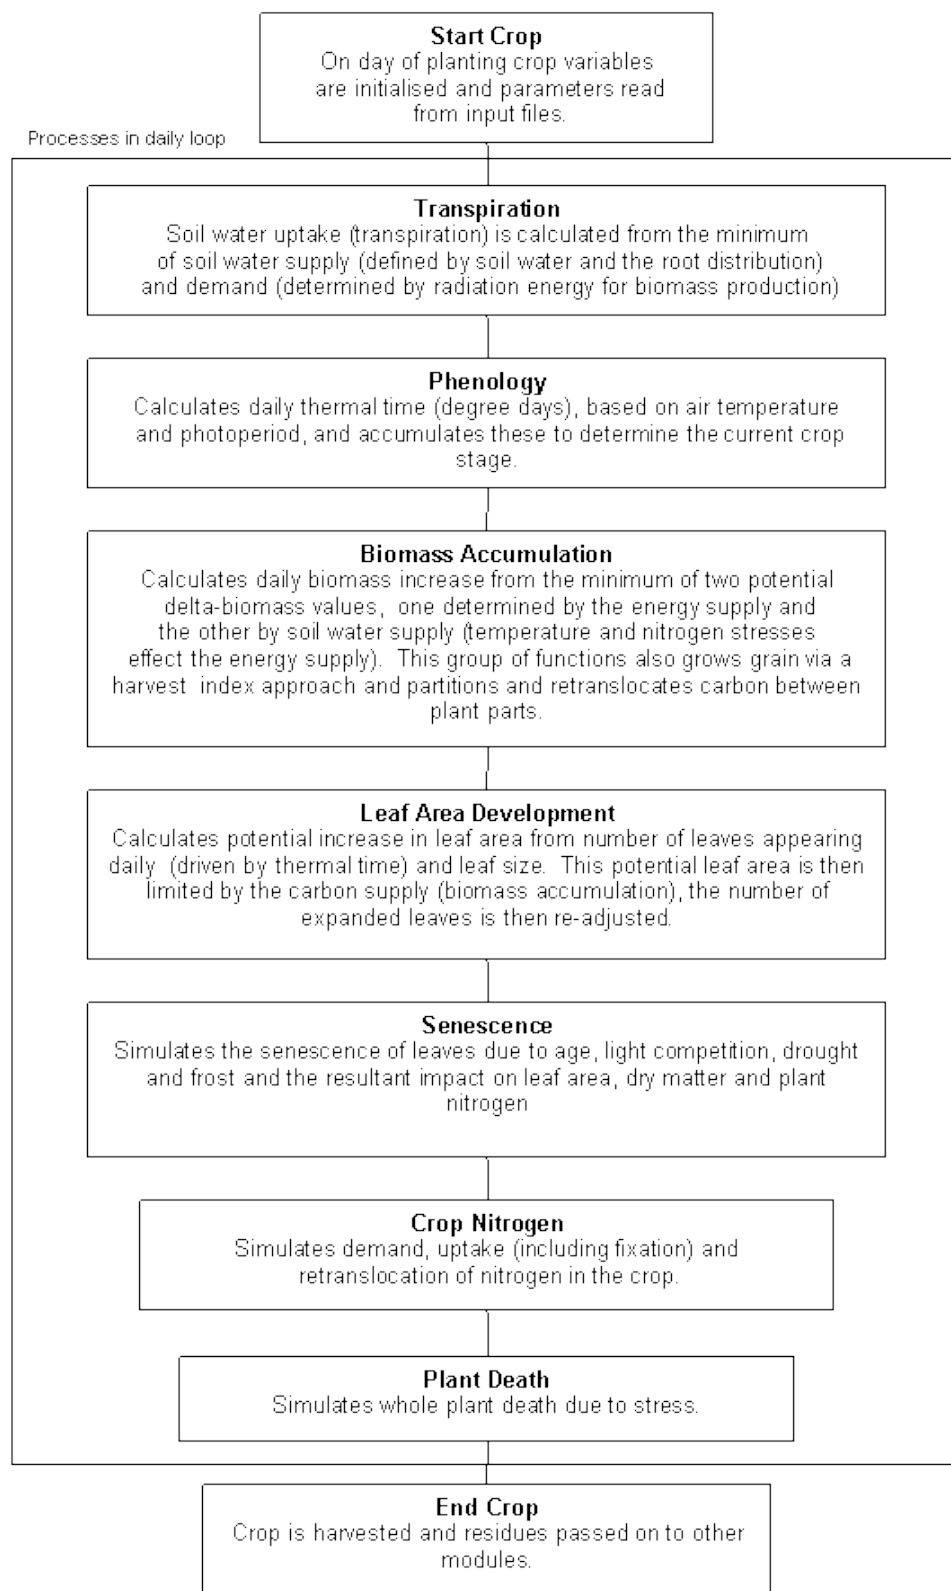 Start Crop
On day of planting crop variables
are initialised and parameters read
from input files.
Processes in daily loop
Transpiration
Soil water uptake (transpiration) is calculated from the minimum
of soil water supply (defined by soil water and the root distribution)
and demand (determined by radiation energy for biomass production)
Phenology
Calculates daily thermal time (degree days), based on air temperature
and photoperiod, and accumulates these to determine the current crop
stage.
Biomass Accumulation
Calculates daily biomass increase from the minimum of two potential
delta-biomass values, one determined by the energy supply and
the other by soil water supply (temperature and nitrogen stresses
effect the energy supply). This group of functions also grows grain via a
harvest index approach and partitions and retranslocates carbon between
plant parts.
Leaf Area Development
Calculates potential increase in leaf area from number of leaves appearing
daily (driven by thermal time) and leaf size. This potential leaf area is then
limited by the carbon supply (biomass accumulation), the number of
expanded leaves is then re-adjusted.
Senescence
Simulates the senescence of leaves due to age, light competition, drought
and frost and the resultant impact on leaf area, dry matter and plant
nitrogen
Crop Nitrogen
Simulates demand, uptake (including fixation) and
retranslocation of nitrogen in the crop.
Plant Death
Simulates whole plant death due to stress.
End Crop
Crop is harvested and residues passed on to other
modules.